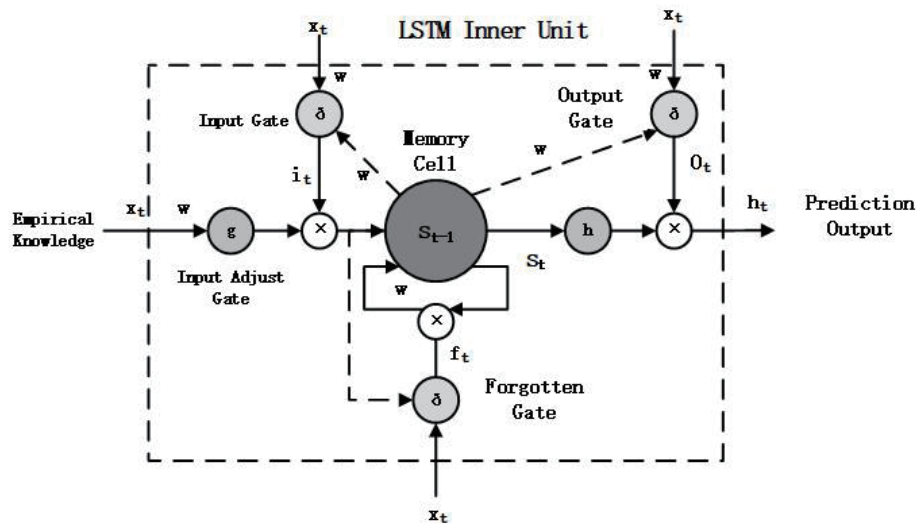 xt
LSTM Inner Unit
xt
w
w
δ
Input Gate
Output
Gate
δ
Memory
Cell
w
w
it
Ot
Empirical
Knowledge
xt
w
g
×
St-1
h
×
ht
Prediction
Output
St
Input Adjust
Gate
w
×
ft
δ
Forgotten
Gate
xt